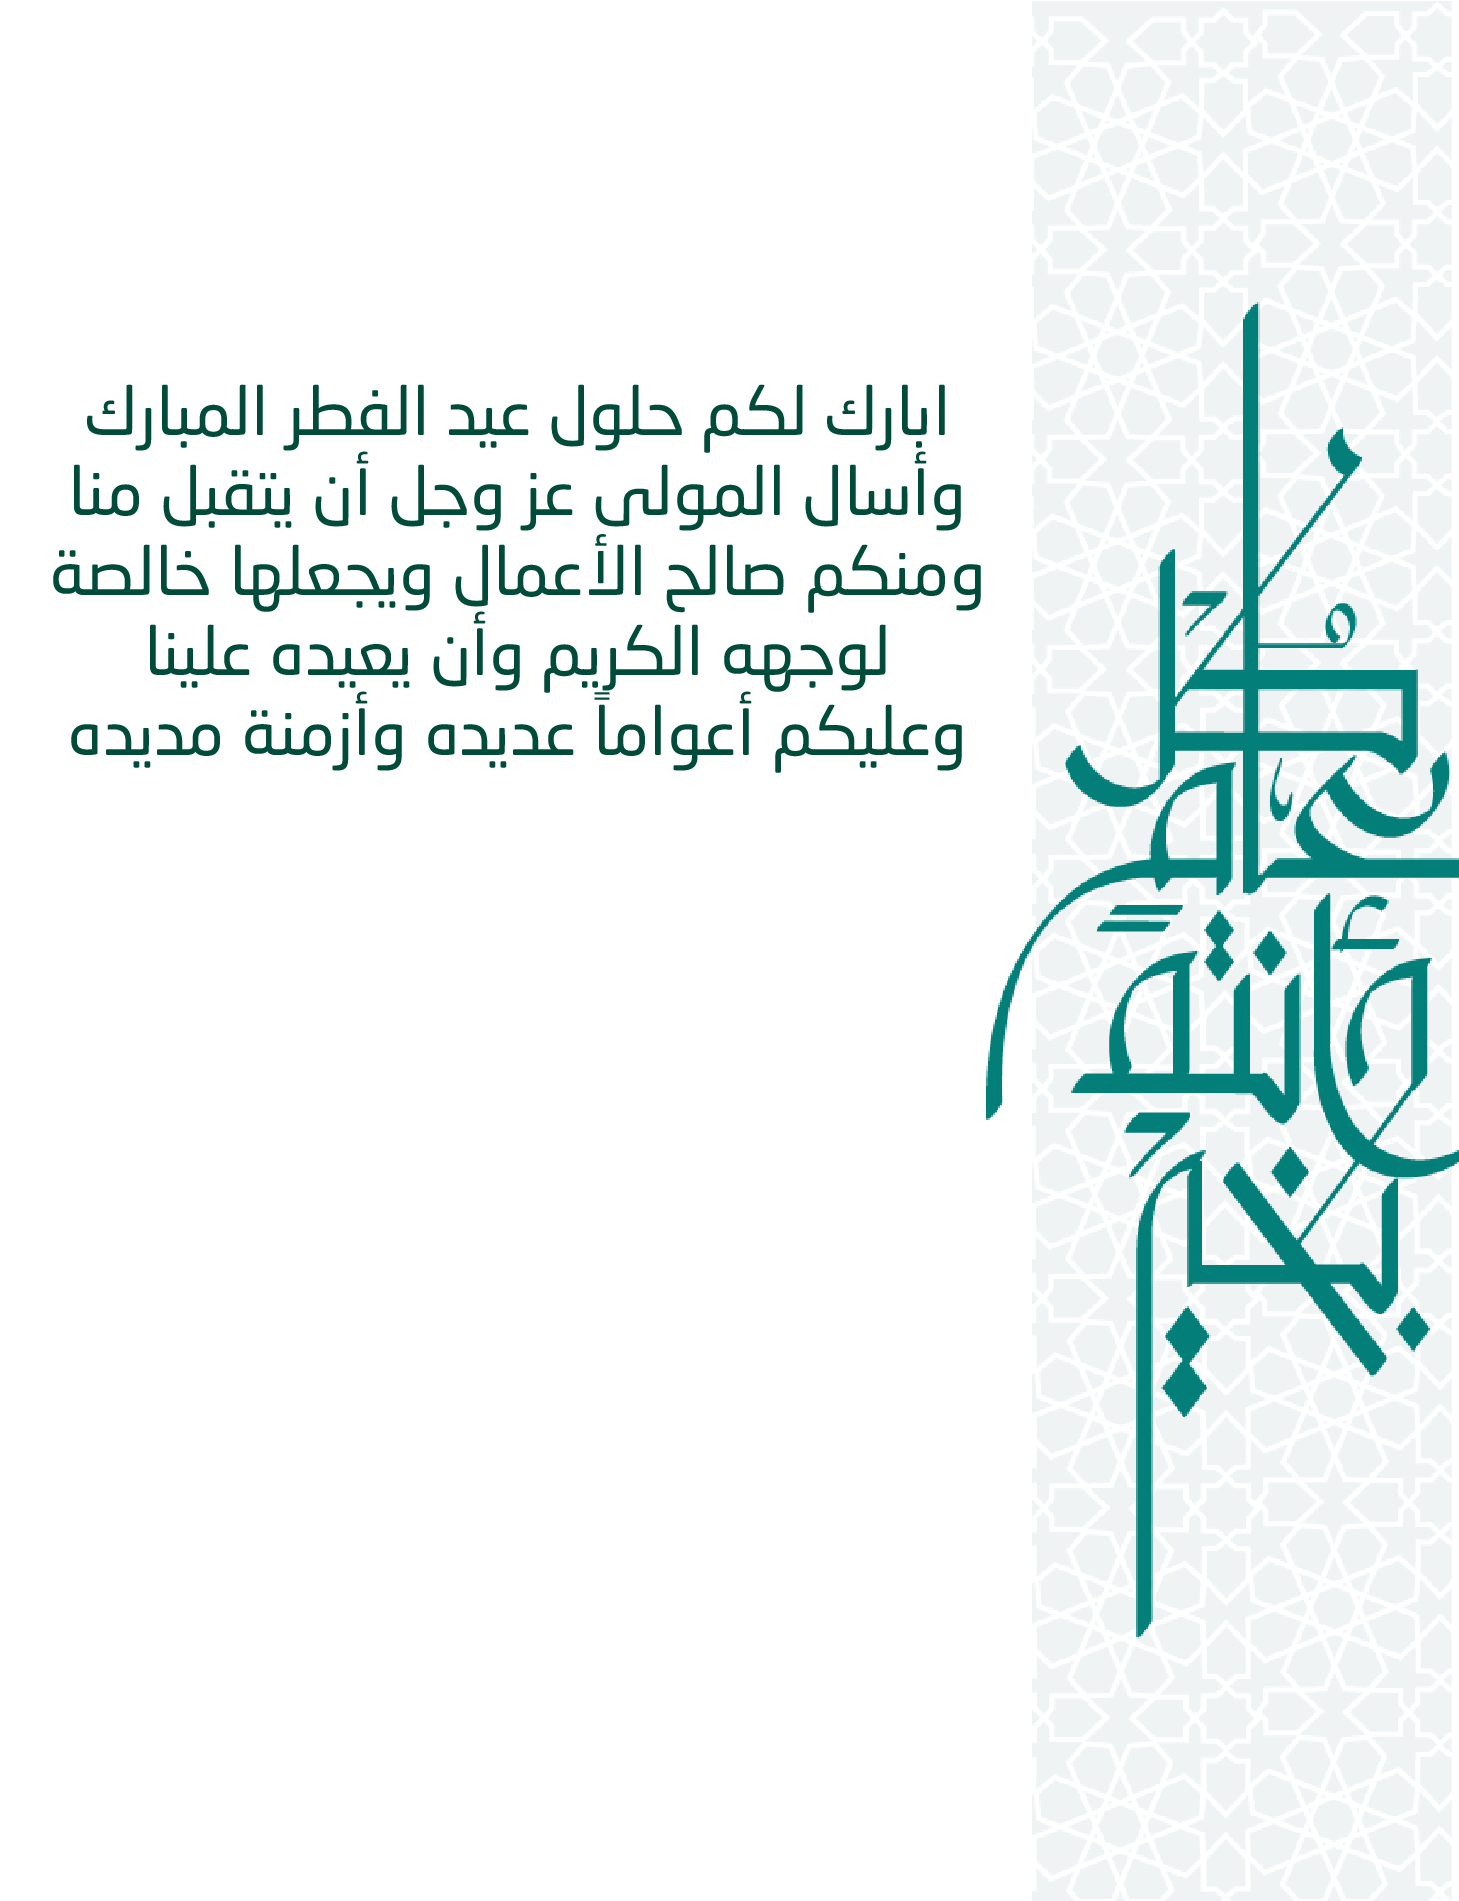 ابارك لكم حلول عيد الفطر المبارك
وأسال المولى عز وجل أن يتقبل منا
ومنكم صالح الأعمال ويجعلها خالصة
لوجهه الكريم وأن يعيده علينا
وعليكم أعواماً عديده وأزمنة مديده
كل عامٍ
وأنتم
بخير